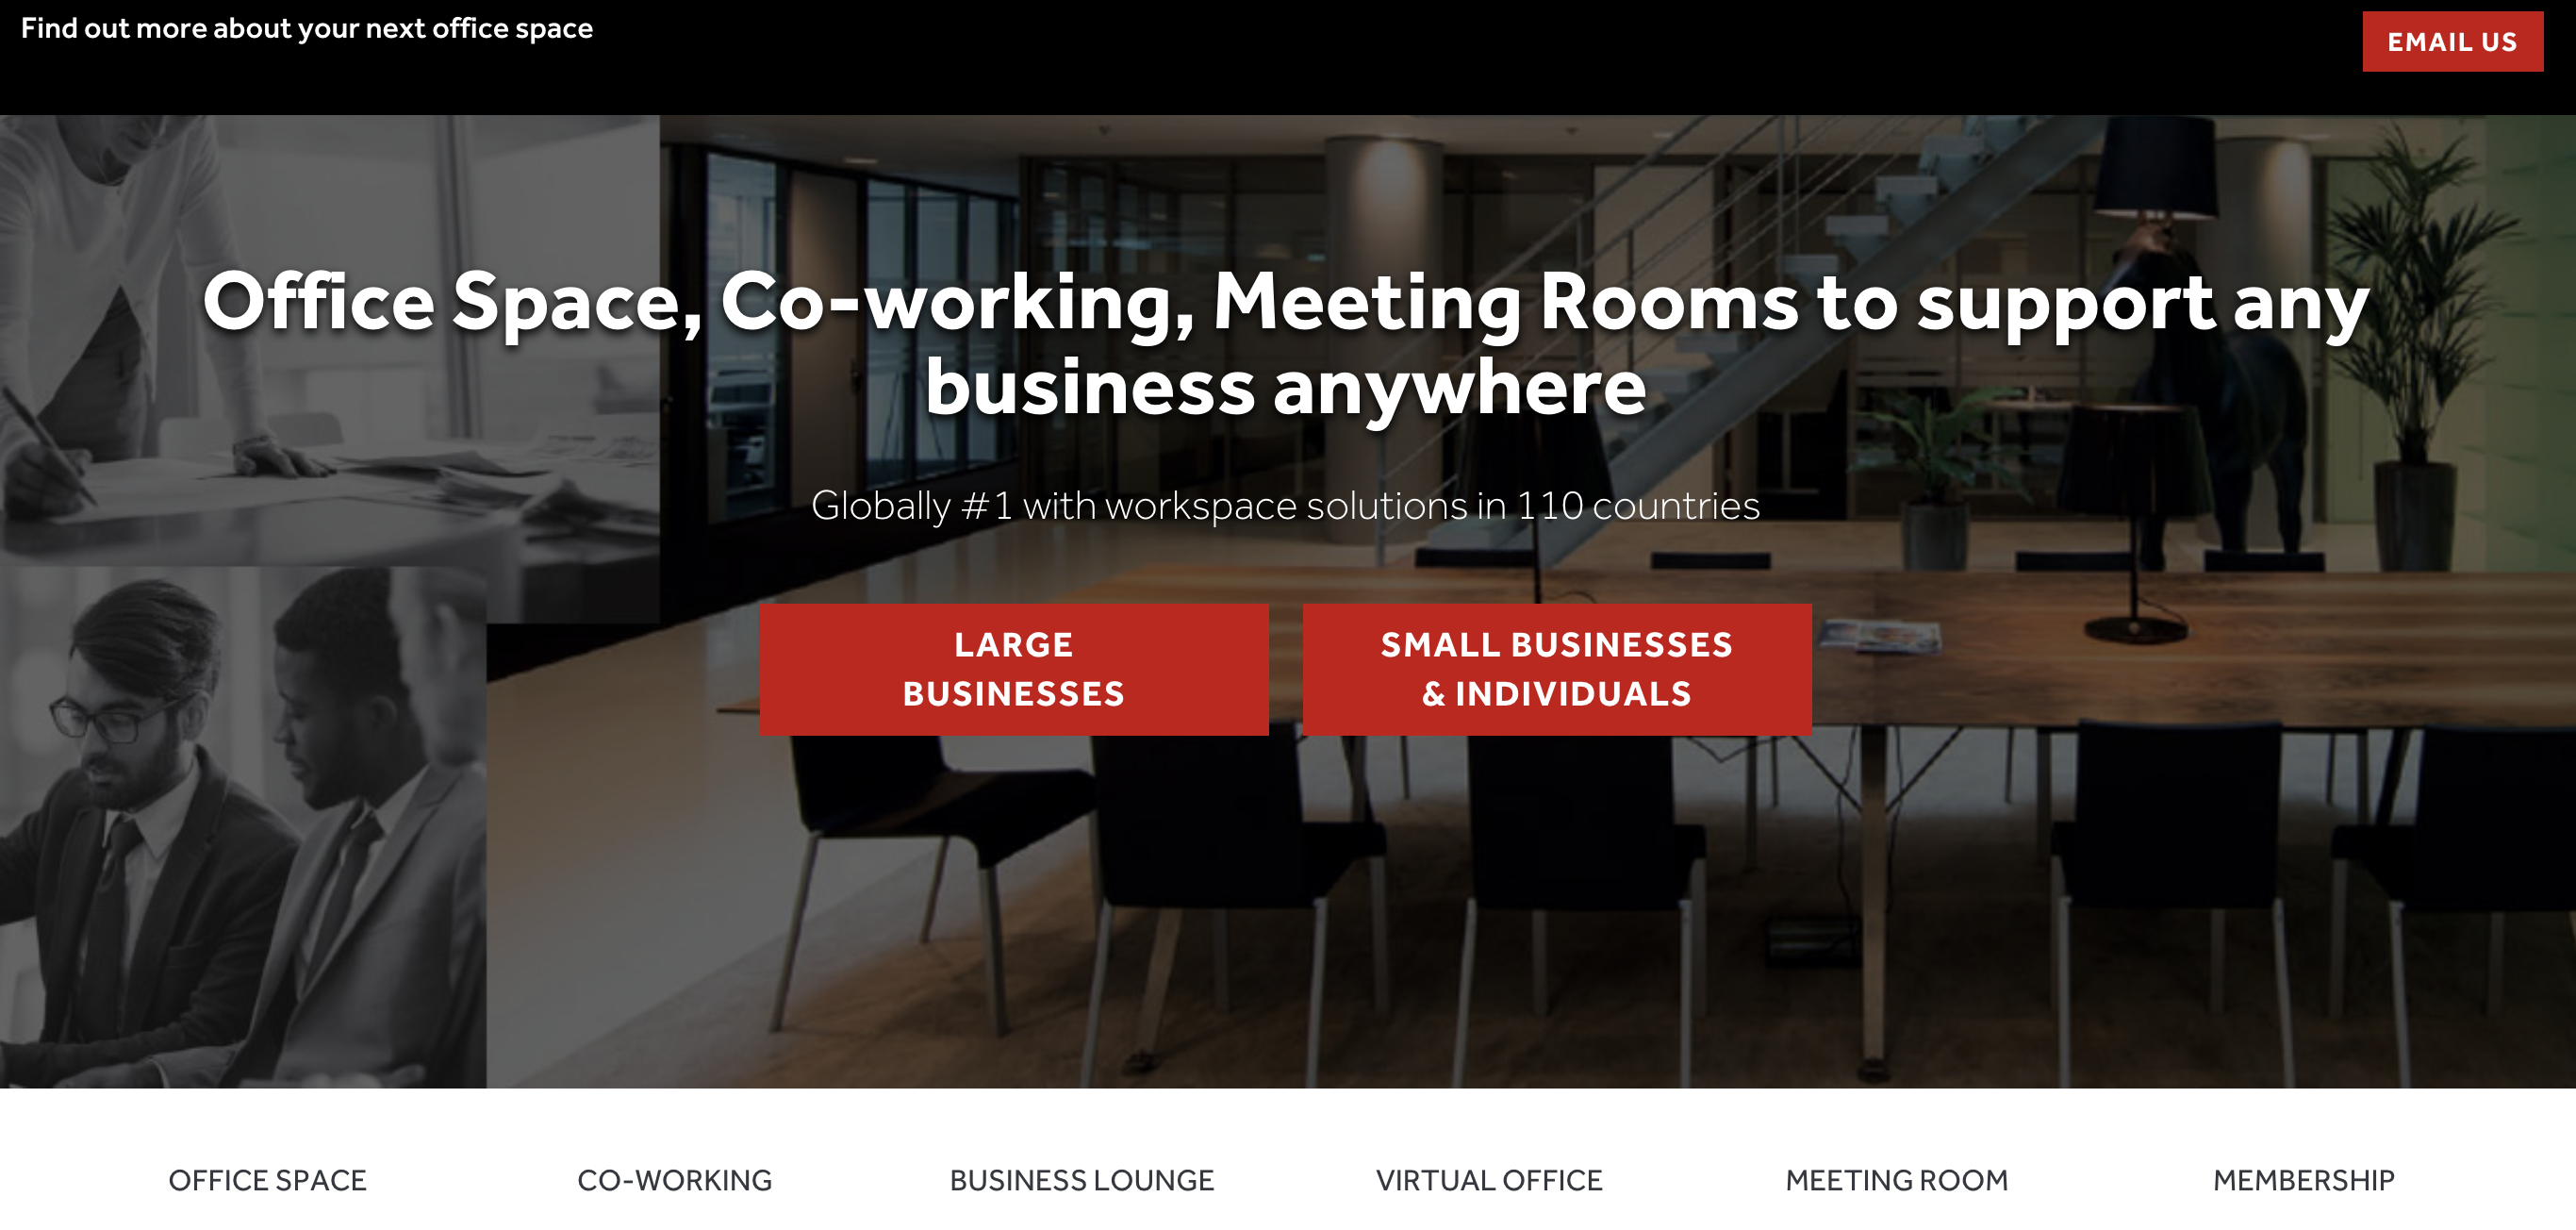 Find out more about your next office space
EMAIL US
Office Space, Co-working, Meeting Rooms to support any
business anywhere
Globally #1 with workspace solutions in 110 countries
LARGE
BUSINESSES
SMALL BUSINESSES
& INDIVIDUALS
OFFICE SPACE
CO-WORKING
BUSINESS LOUNGE
VIRTUAL OFFICE
MEETING ROOM
MEMBERSHIP